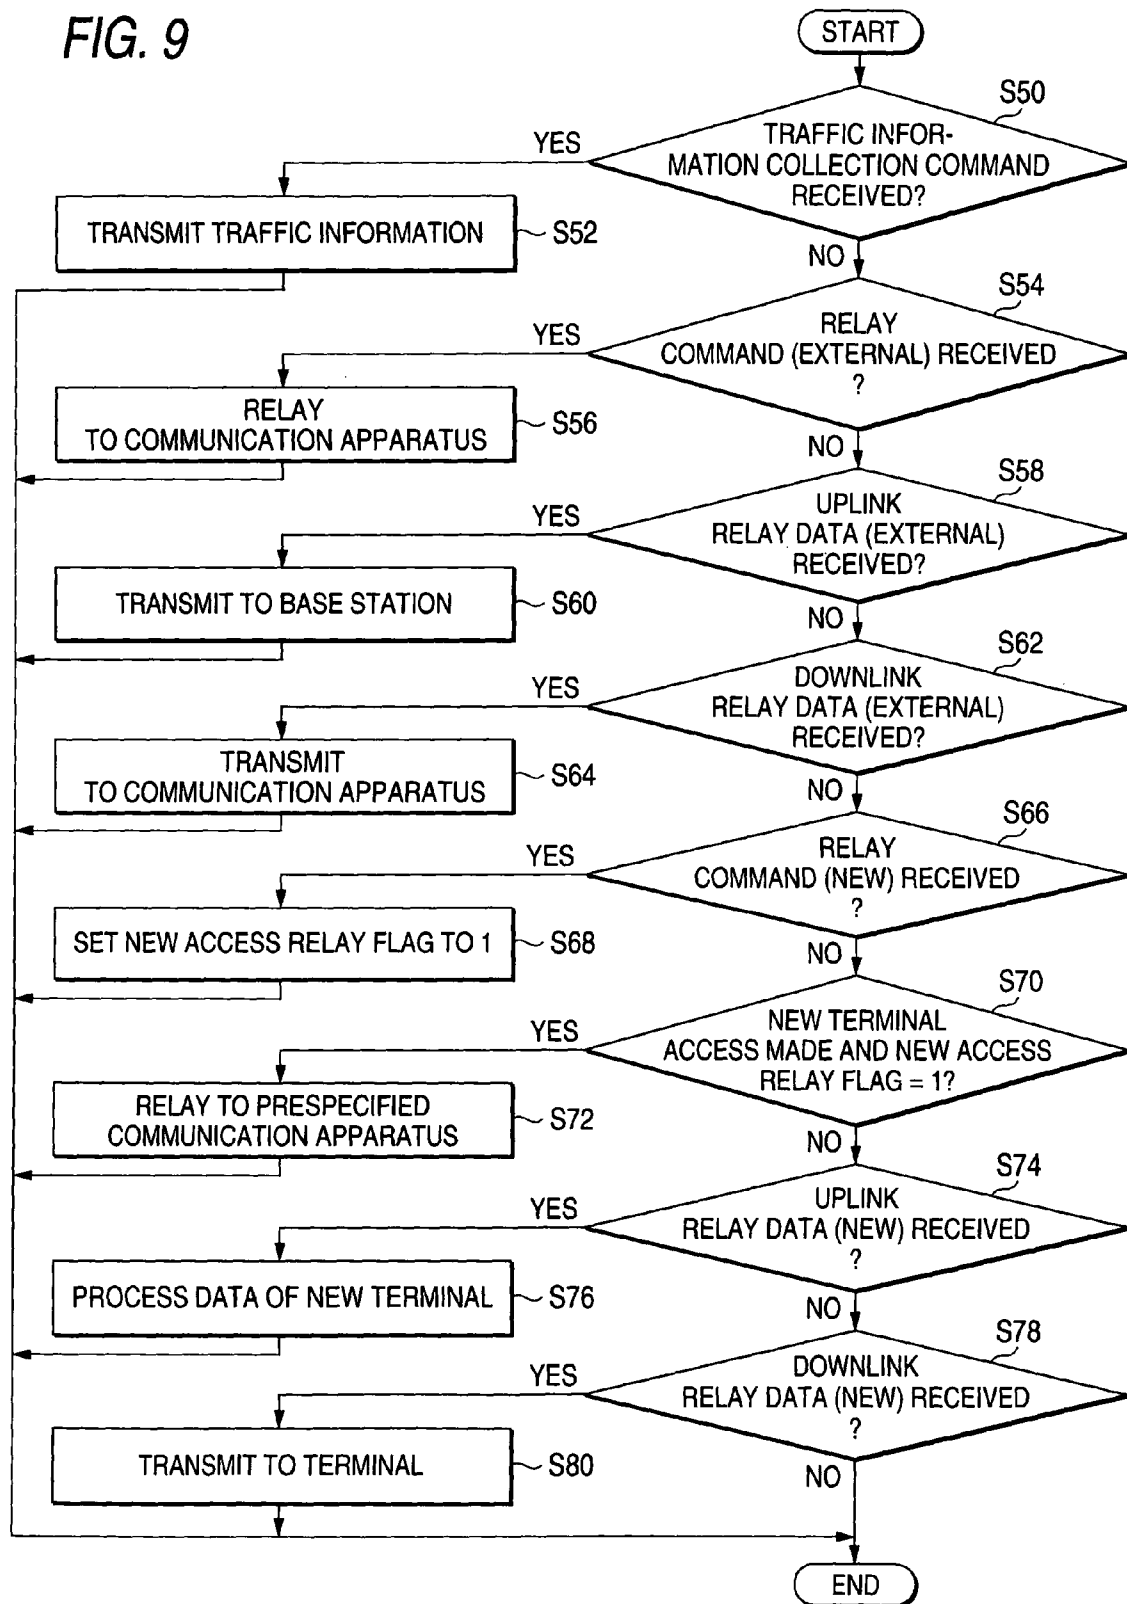 FIG. 9
START
S50
TRAFFIC INFOR-
MATION COLLECTION COMMAND
RECEIVED?
YES
TRANSMIT TRAFFIC INFORMATION
S52
NO
S54
RELAY
COMMAND (EXTERNAL) RECEIVED
?
YES
RELAY
TO COMMUNICATION APPARATUS
S56
NO
S58
UPLINK
RELAY DATA (EXTERNAL)
RECEIVED?
YES
TRANSMIT TO BASE STATION
S60
NO
S62
DOWNLINK
RELAY DATA (EXTERNAL)
RECEIVED?
YES
TRANSMIT
TO COMMUNICATION APPARATUS
S64
NO
S66
RELAY
COMMAND (NEW) RECEIVED
?
YES
SET NEW ACCESS RELAY FLAG TO 1
S68
NO
S70
NEW TERMINAL
ACCESS MADE AND NEW ACCESS
RELAY FLAG = 1?
YES
RELAY TO PRESPECIFIED
COMMUNICATION APPARATUS
S72
NO
S74
UPLINK
RELAY DATA (NEW) RECEIVED
?
YES
PROCESS DATA OF NEW TERMINAL
S76
NO
S78
DOWNLINK
RELAY DATA (NEW) RECEIVED
?
YES
TRANSMIT TO TERMINAL
S80
NO
END